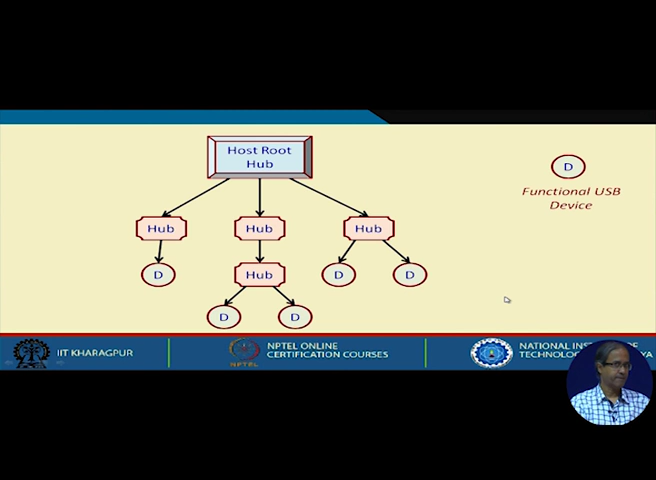 Host Root
Hub
D
Functional USB
Device
Hub
Hub
Hub
D
Hub
D
D
D
D
IIT KHARAGPUR
NPTEL
NPTEL ONLINE
CERTIFICATION COURSES
NATIONAL
TECHNOLOGY